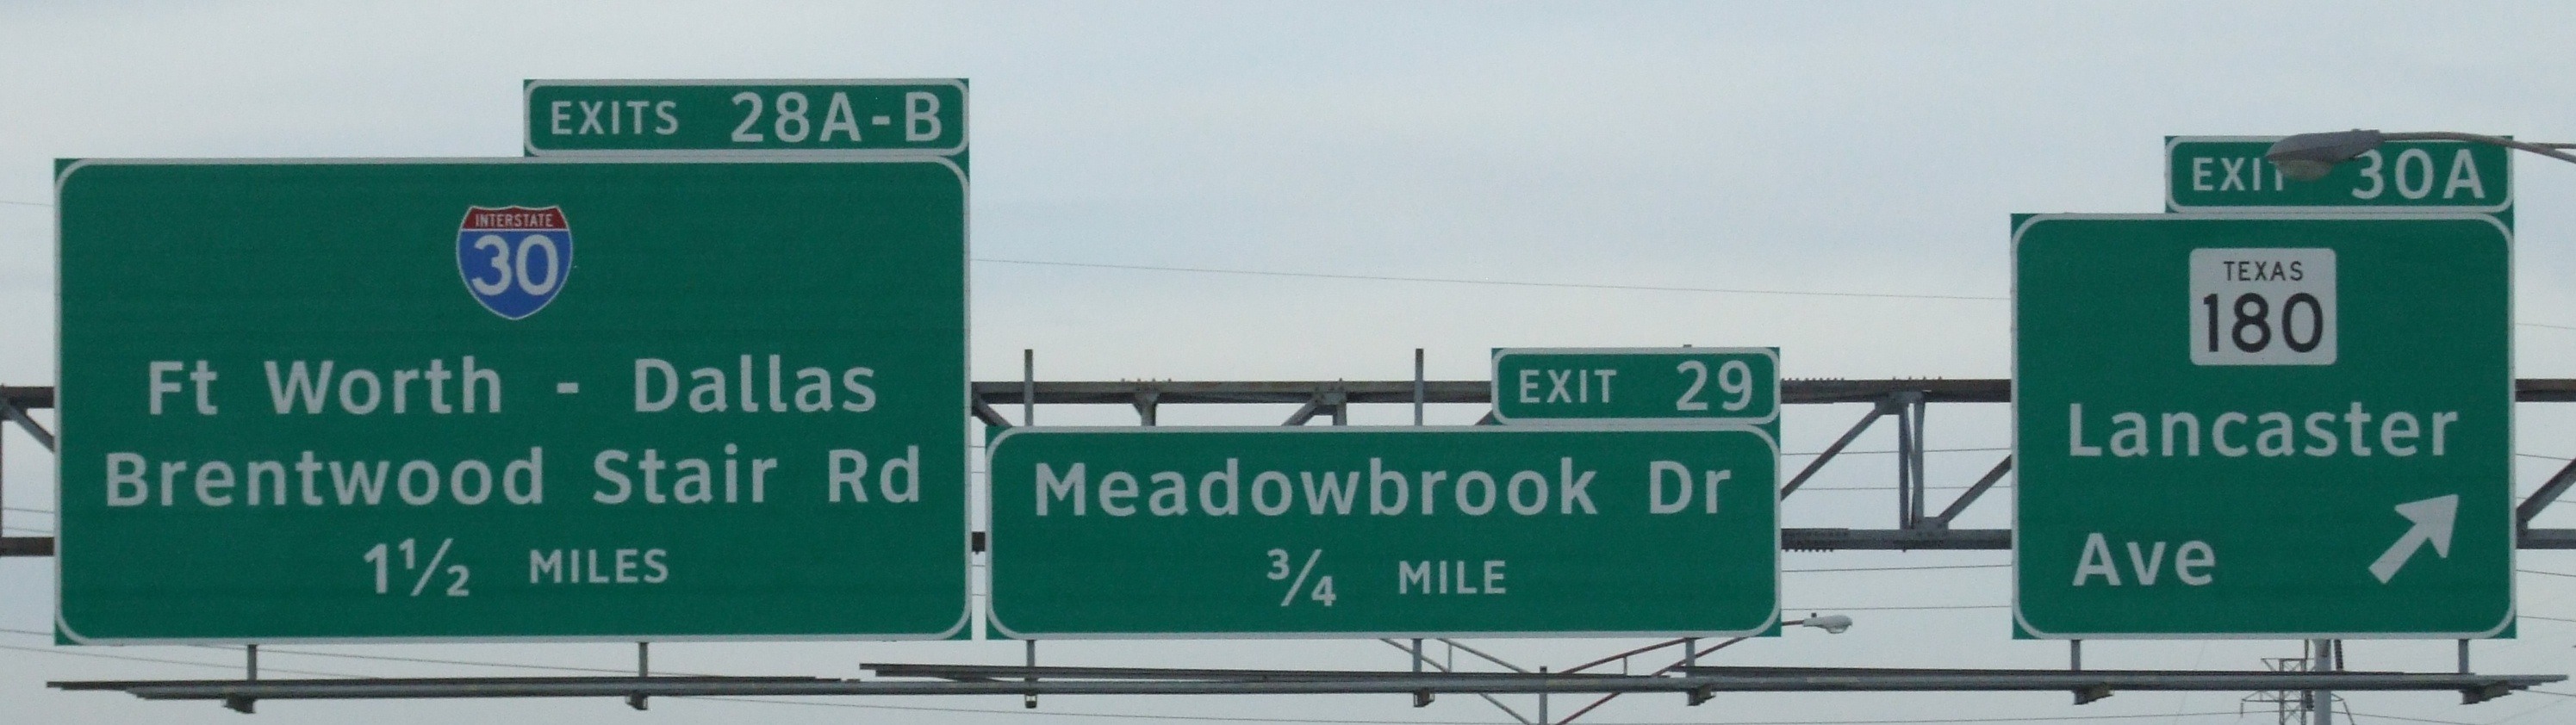 EXITS 28A-B
INTERSTATE
30
Ft Worth - Dallas
Brentwood Stair Rd
1½ MILES
EXIT 29
Meadowbrook Dr
¾ MILE
EXIT 30A
TEXAS
180
Lancaster
Ave